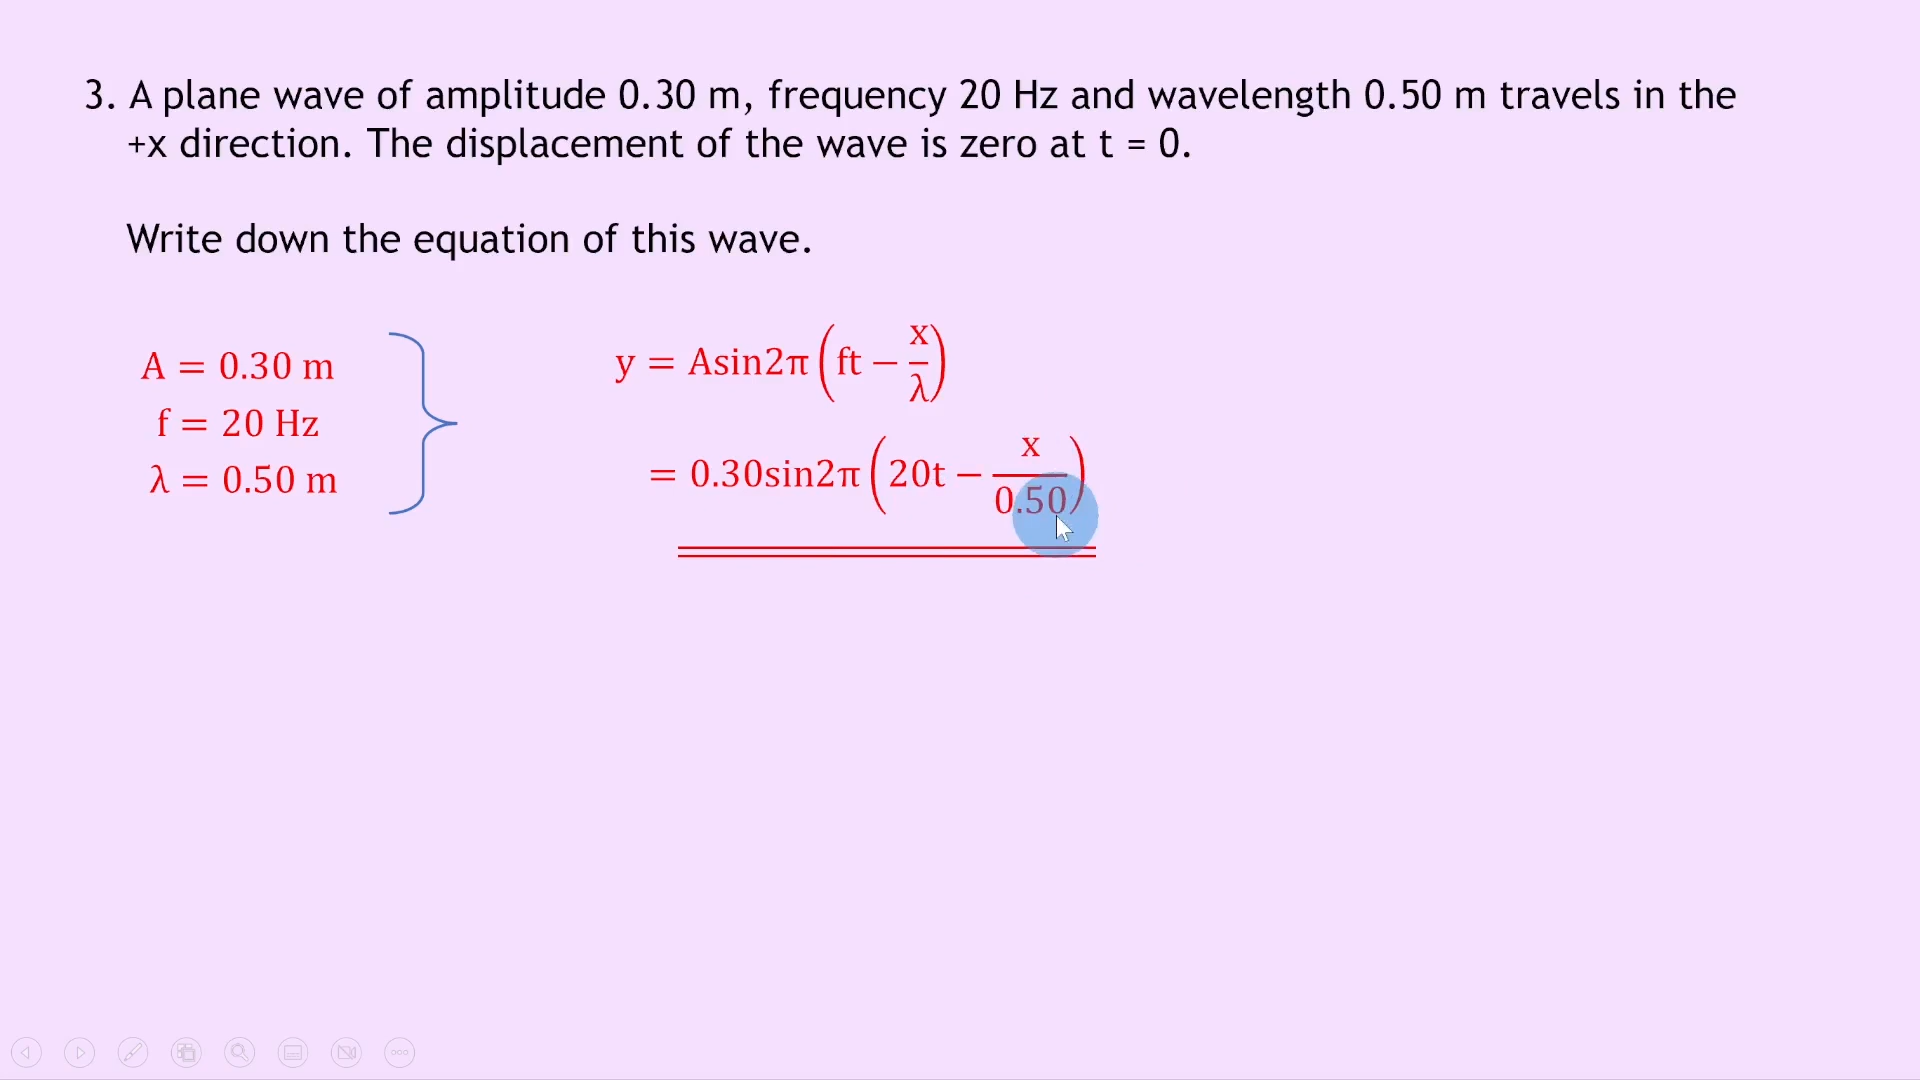 3. A plane wave of amplitude 0.30 m, frequency 20 Hz and wavelength 0.50 m travels in the
+x direction. The displacement of the wave is zero at t = 0.
Write down the equation of this wave.
A = 0.30 m
f = 20 Hz
λ = 0.50 m
y = Asin2π(ft − x/λ)
= 0.30sin2π(20t − x/0.50)